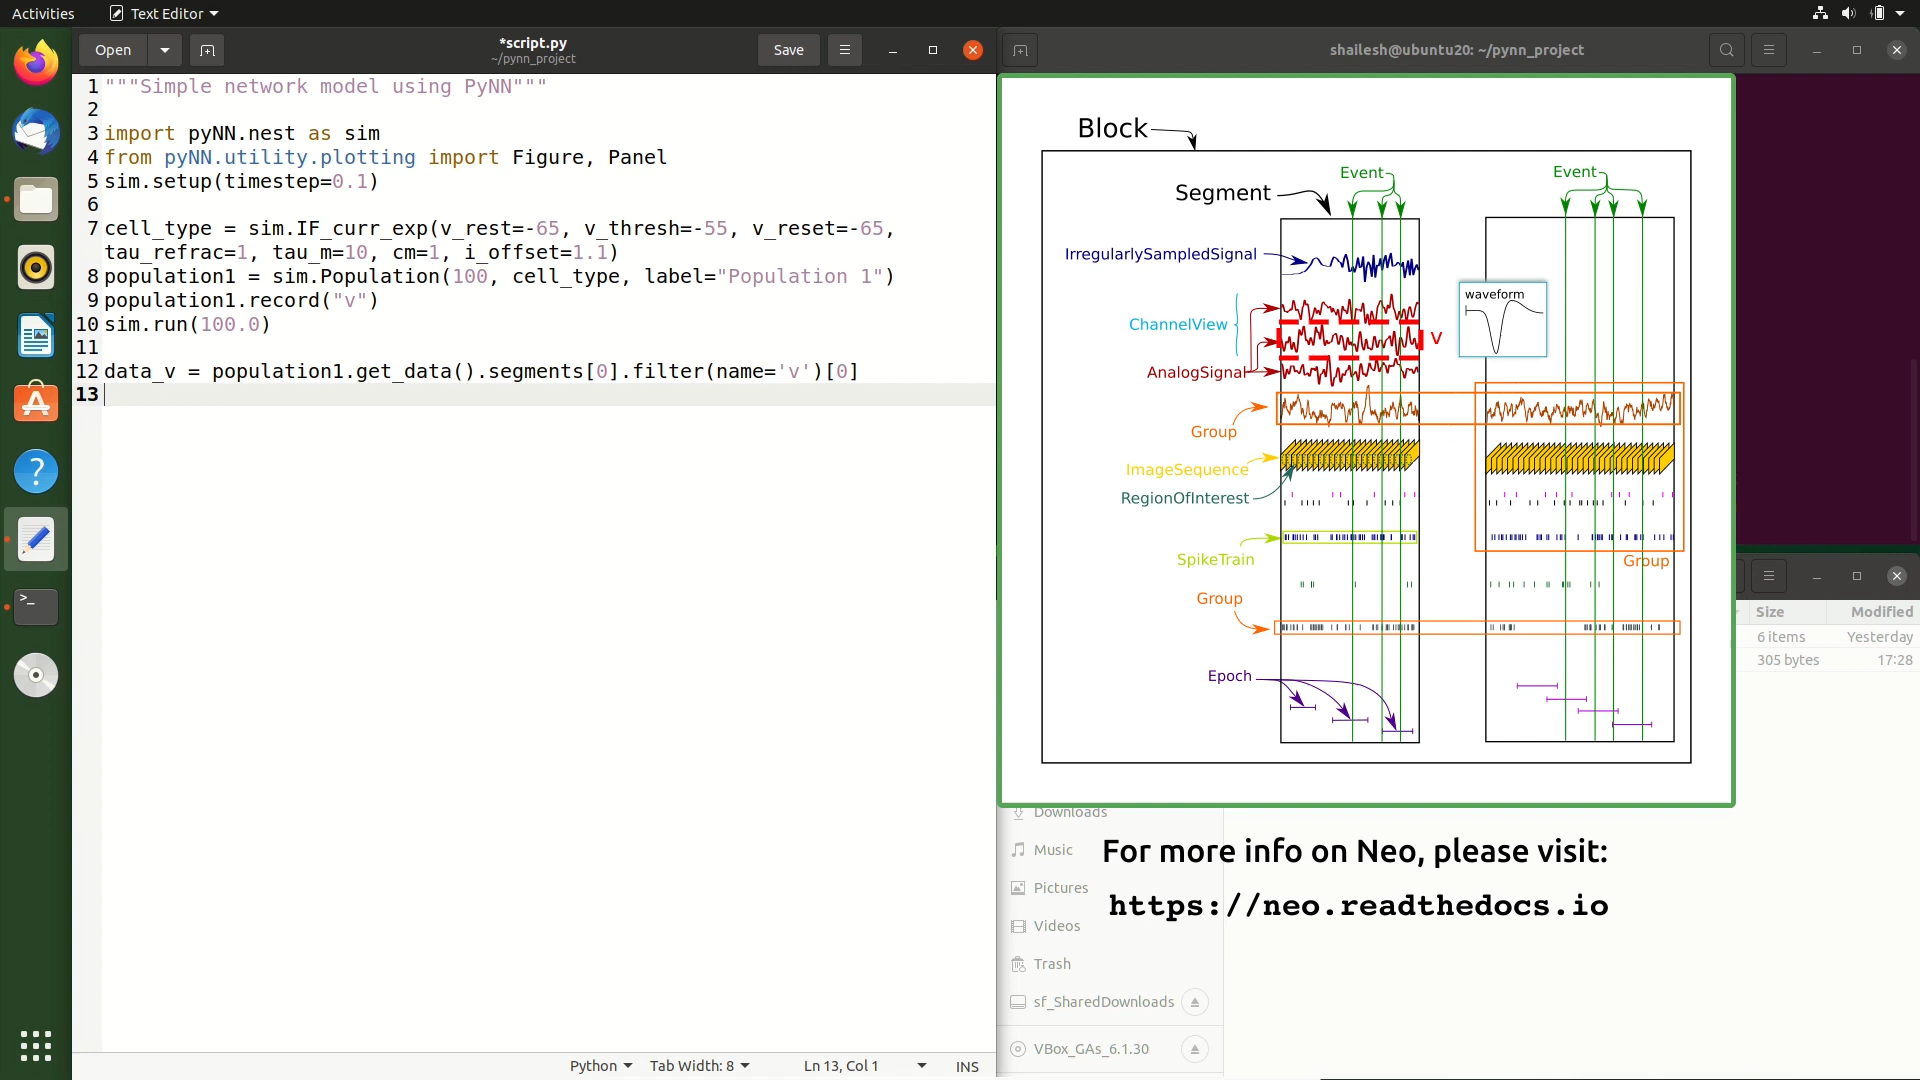 Activities
Text Editor
Open
*script.py
~/pynn_project
Save
1 """Simple network model using PyNN"""
2
3 import pyNN.nest as sim
4 from pyNN.utility.plotting import Figure, Panel
5 sim.setup(timestep=0.1)
6
7 cell_type = sim.IF_curr_exp(v_rest=-65, v_thresh=-55, v_reset=-65,
tau_refrac=1, tau_m=10, cm=1, i_offset=1.1)
8 population1 = sim.Population(100, cell_type, label="Population 1")
9 population1.record("v")
10 sim.run(100.0)
11
12 data_v = population1.get_data().segments[0].filter(name='v')[0]
13
Python
Tab Width: 8
Ln 13, Col 1
INS
shailesh@ubuntu20: ~/pynn_project
Block
Segment
Event
Event
IrregularlySampledSignal
waveform
ChannelView
V
AnalogSignal
Group
ImageSequence
RegionOfInterest
SpikeTrain
Group
Group
Epoch
Size
Modified
6 items
Yesterday
305 bytes
17:28
Downloads
Music
Pictures
Videos
Trash
sf_SharedDownloads
VBox_GAs_6.1.30
For more info on Neo, please visit:
https://neo.readthedocs.io